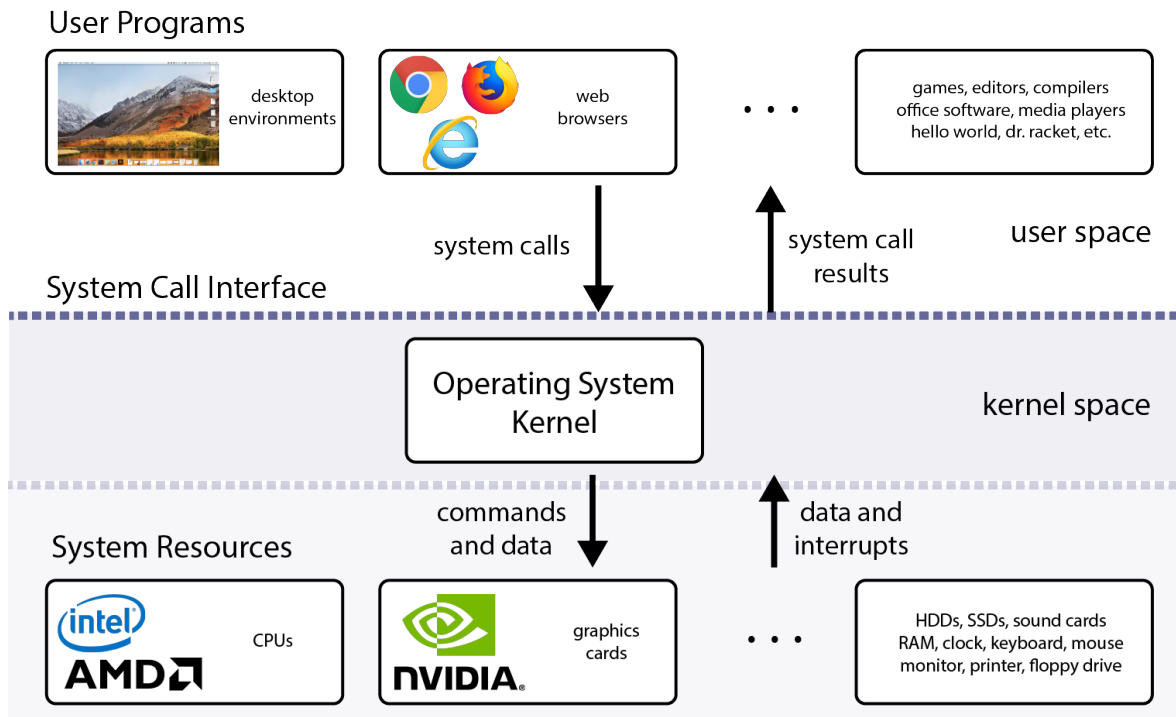 User Programs
desktop
environments
web
browsers
. . .
games, editors, compilers
office software, media players
hello world, dr. racket, etc.
system calls
system call
results
user space
System Call Interface
Operating System
Kernel
kernel space
commands
and data
data and
interrupts
System Resources
intel
AMD
CPUs
NVIDIA.
graphics
cards
. . .
HDDs, SSDs, sound cards
RAM, clock, keyboard, mouse
monitor, printer, floppy drive